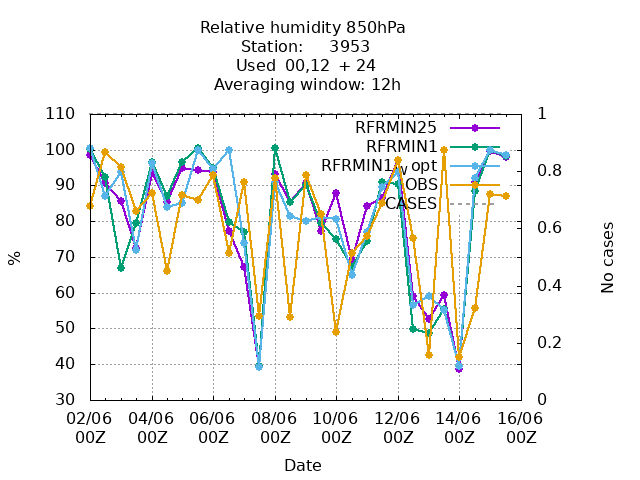 Relative humidity 850hPa
Station: 3953
Used 00,12 + 24
Averaging window: 12h
110
100
90
80
70
60
50
40
30
%
1
0.8
0.6
0.4
0.2
0
No cases
RFRMIN25
RFRMIN1
RFRMIN1_opt
OBS
CASES
02/06 04/06 06/06 08/06 10/06 12/06 14/06 16/06
00Z 00Z 00Z 00Z 00Z 00Z 00Z 00Z
Date